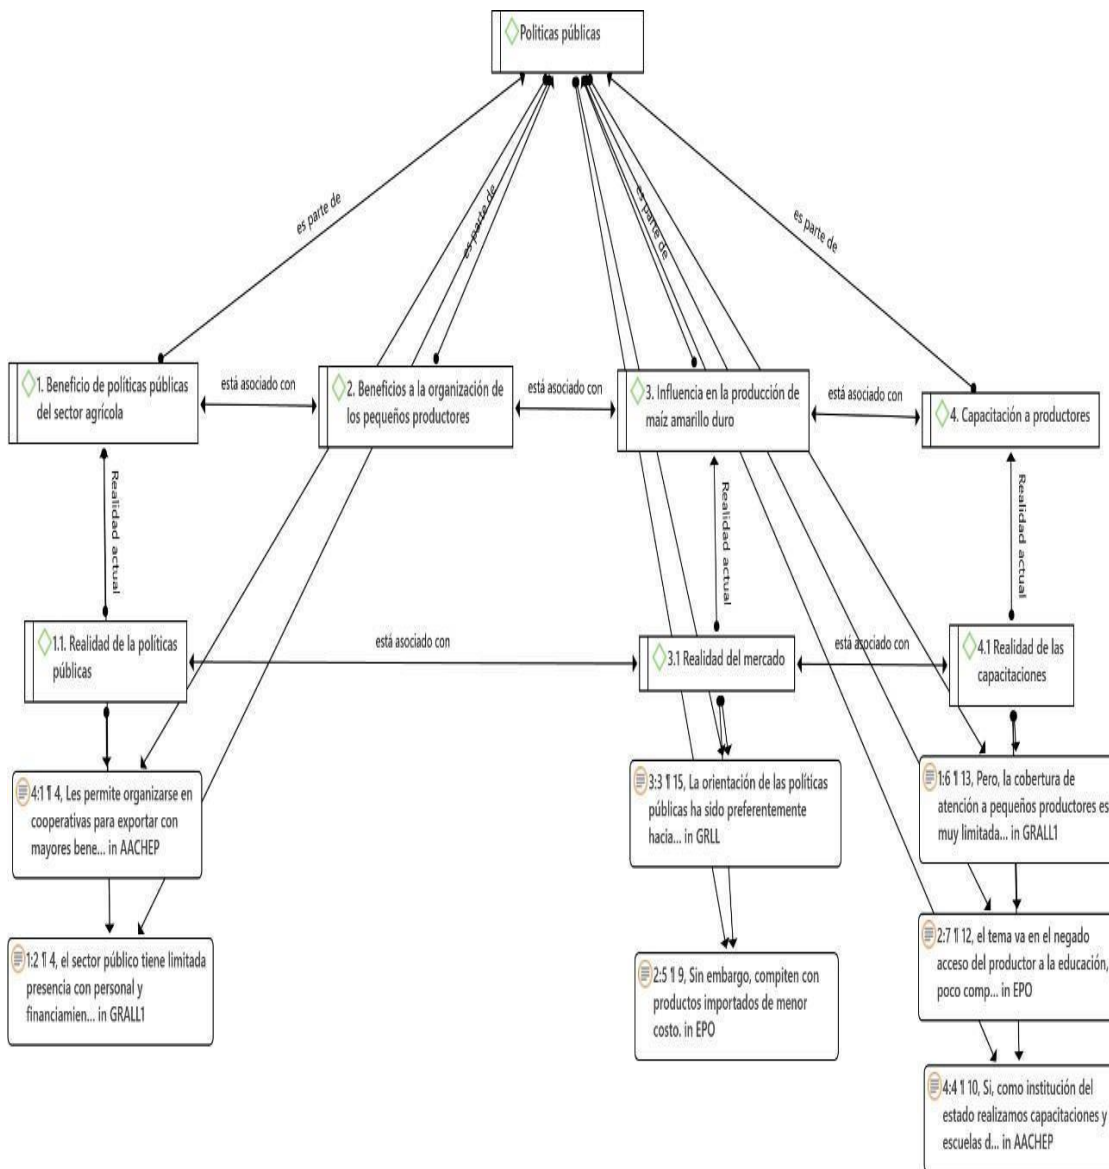 Políticas públicas
es parte de
es parte de
es parte de
es parte de
1. Beneficio de políticas públicas
del sector agrícola
está asociado con
2. Beneficios a la organización de
los pequeños productores
está asociado con
3. Influencia en la producción de
maíz amarillo duro
está asociado con
4. Capacitación a productores
Realidad actual
Realidad actual
Realidad actual
1.1. Realidad de la políticas
públicas
está asociado con
3.1 Realidad del mercado
está asociado con
4.1 Realidad de las
capacitaciones
4:1 ¶ 4, Les permite organizarse en
cooperativas para exportar con
mayores bene... in AACHEP
3:3 ¶ 15, La orientación de las políticas
públicas ha sido preferentemente
hacia... in GRLL
1:6 ¶ 13, Pero, la cobertura de
atención a pequeños productores es
muy limitada... in GRALL1
1:2 ¶ 4, el sector público tiene limitada
presencia con personal y
financiamien... in GRALL1
2:5 ¶ 9, Sin embargo, compiten con
productos importados de menor
costo. in EPO
2:7 ¶ 12, el tema va en el negado
acceso del productor a la educación,
poco comp... in EPO
4:4 ¶ 10, Si, como institución del
estado realizamos capacitaciones y
escuelas d... in AACHEP